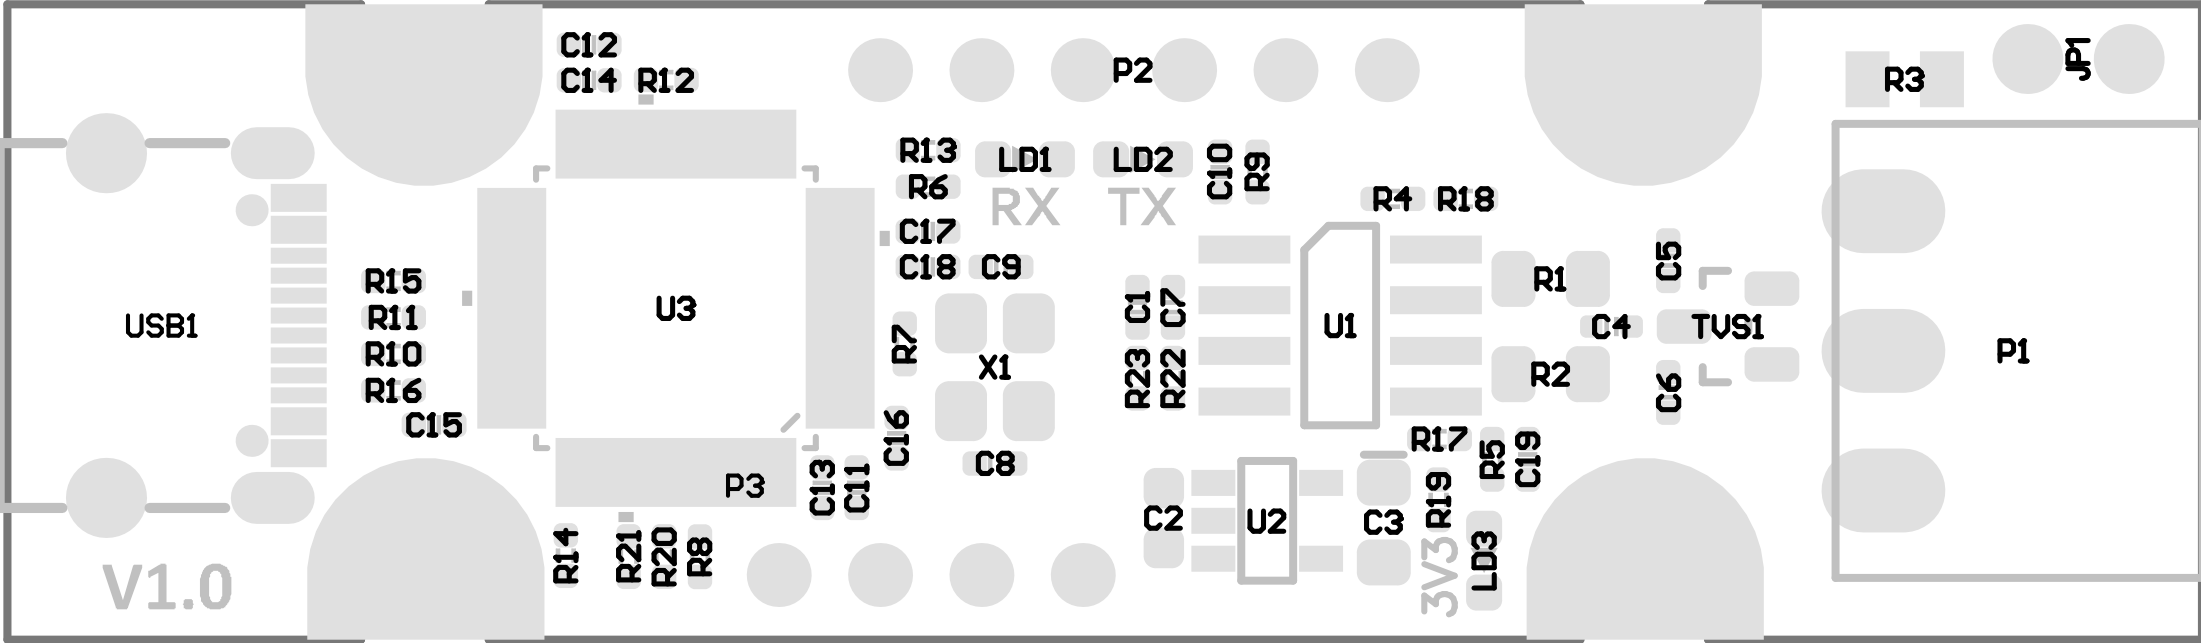 C12
C14 R12
P2
R3
JP1
R13
LD1
LD2
C10
R9
R6
RX
TX
R4
R18
C17
C18
C9
R15
R11
R10
R16
C15
USB1
U3
R7
X1
C1
C7
R23
R22
U1
R1
C5
C4
TVS1
R2
C6
P1
C16
C8
R17
R5
C19
P3
C13
C11
C2
U2
C3
R19
LD3
3V3
R14
R21
R20
R8
V1.0